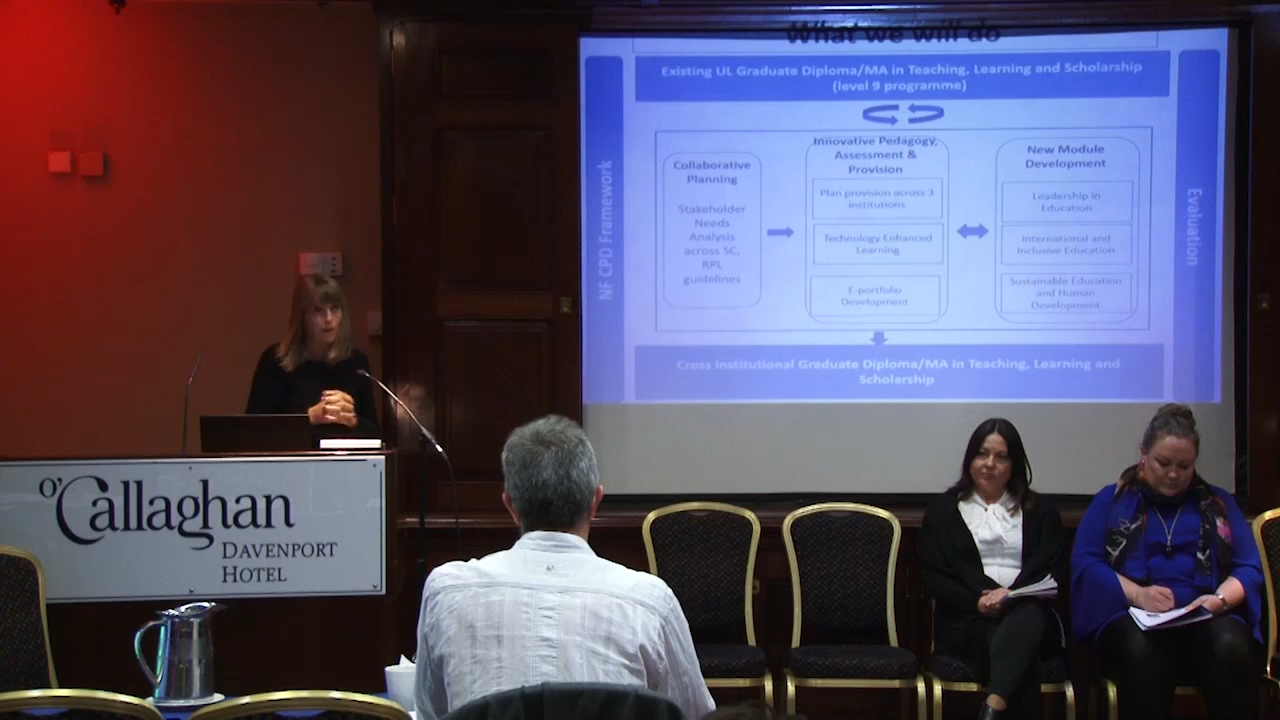 What we will do
Existing UL Graduate Diploma/MA in Teaching, Learning and Scholarship
(level 9 programme)
NF CPD Framework
Collaborative
Planning
Stakeholder
Needs
Analysis
across SC,
RPL
guidelines
Innovative Pedagogy,
Assessment &
Provision
Plan provision across 3
institutions
Technology Enhanced
Learning
E-portfolio
Development
New Module
Development
Leadership in
Education
International and
Inclusive Education
Sustainable Education
and Human
Development
Evaluation
Cross Institutional Graduate Diploma/MA in Teaching, Learning and
Scholarship
O'Callaghan
DAVENPORT
HOTEL